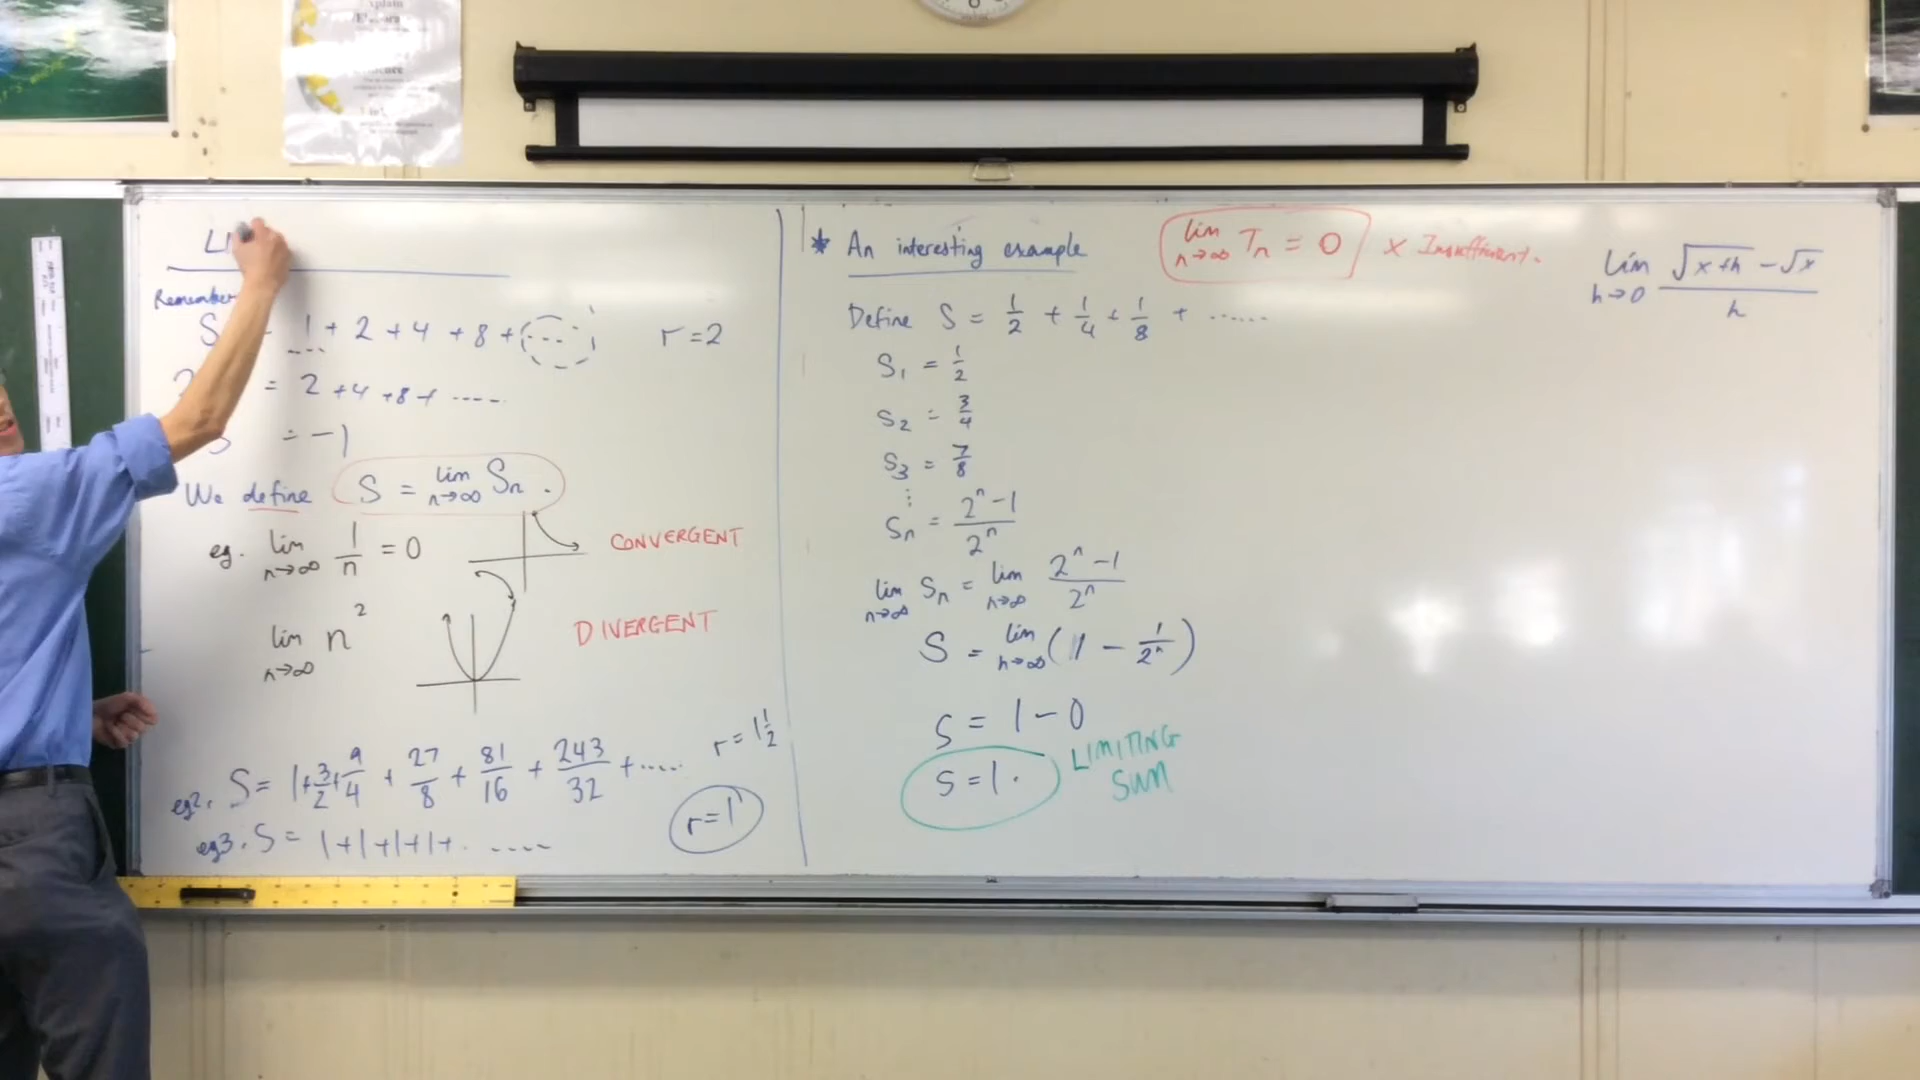 LI
Remember
S = 1 + 2 + 4 + 8 + ... r = 2
2 = 2 + 4 + 8 + .....
S = -1
We define S = lim n→∞ Sn .
eg. lim n→∞ 1/n = 0 CONVERGENT
lim n→∞ n² DIVERGENT
eg2. S = 1 + 3/2 + 9/4 + 27/8 + 81/16 + 243/32 + ..... r = 1 1/2
eg3. S = 1+1+1+1+. ..... r = 1
* An interesting example
lim n→∞ Tn = 0 × Insufficient.
Define S = 1/2 + 1/4 + 1/8 + ......
S1 = 1/2
S2 = 3/4
S3 = 7/8
⋮
Sn = 2ⁿ-1/2ⁿ
lim n→∞ Sn = lim n→∞ 2ⁿ-1/2ⁿ
S = lim n→∞ (1 - 1/2ⁿ)
S = 1 - 0
S = 1. LIMITING SUM
lim h→0 √x+h - √x / h